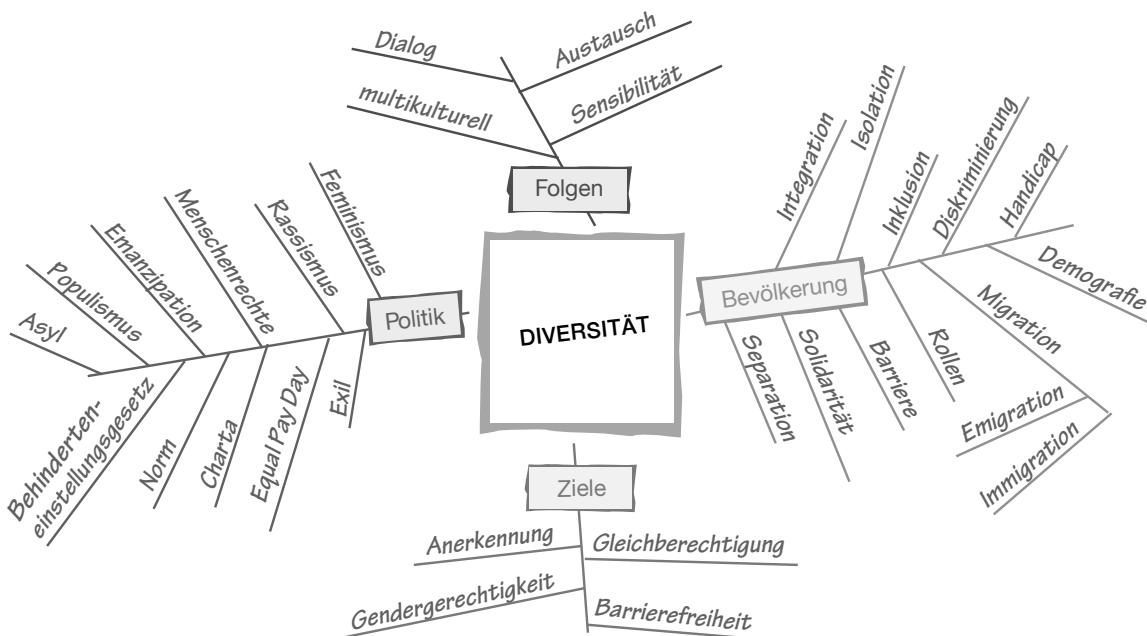 Dialog
Austausch
multikulturell
Sensibilität
Folgen
Asyl
Populismus
Emanzipation
Menschenrechte
Rassismus
Feminismus
Politik
Behinderten-
einstellungsgesetz
Norm
Charta
Equal Pay Day
Exil
DIVERSITÄT
Integration
Isolation
Inklusion
Diskriminierung
Handicap
Bevölkerung
Demografie
Migration
Separation
Solidarität
Barriere
Rollen
Emigration
Immigration
Ziele
Anerkennung
Gleichberechtigung
Gendergerechtigkeit
Barrierefreiheit